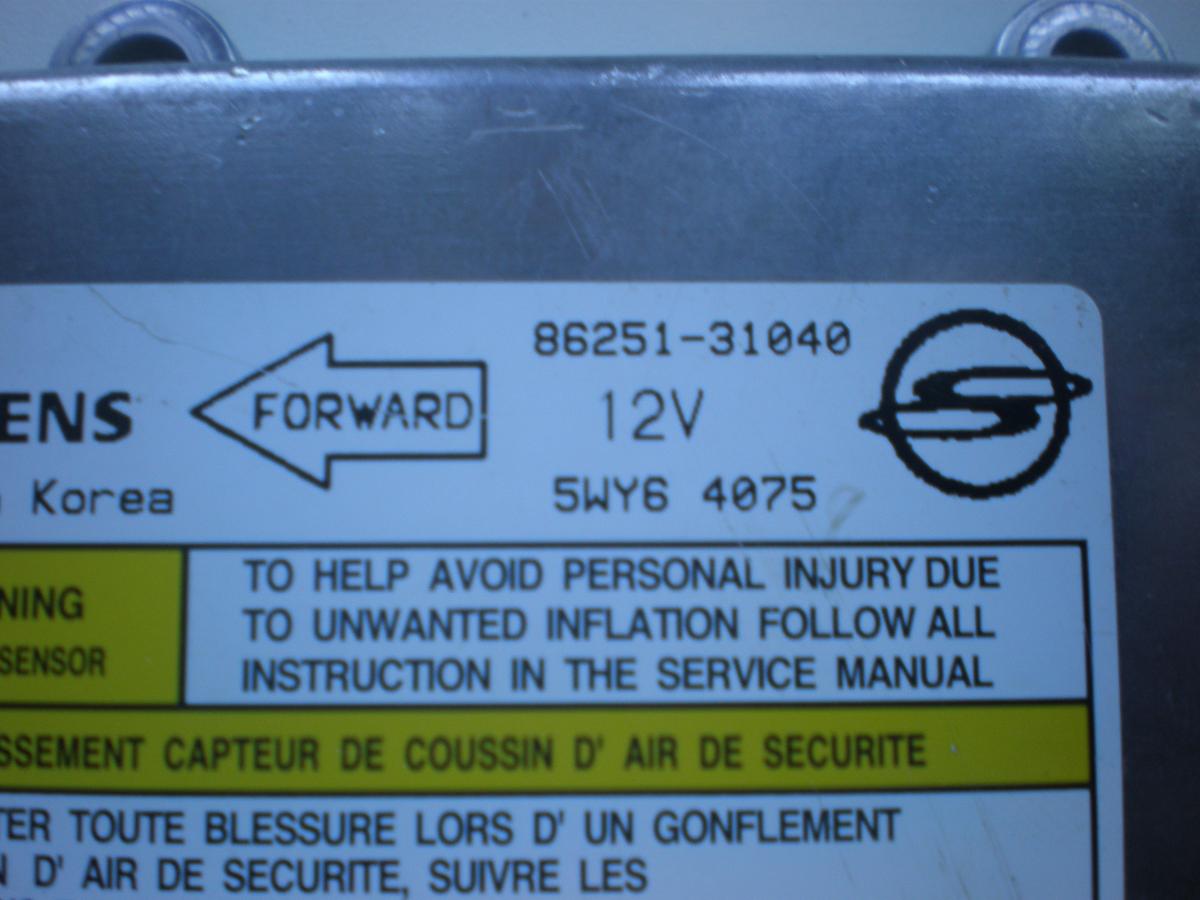 86251-31040
ENS
FORWARD
12V
Korea
5WY6 4075
NING
SENSOR
TO HELP AVOID PERSONAL INJURY DUE
TO UNWANTED INFLATION FOLLOW ALL
INSTRUCTION IN THE SERVICE MANUAL
SSEMENT CAPTEUR DE COUSSIN D' AIR DE SECURITE
TER TOUTE BLESSURE LORS D' UN GONFLEMENT
N D' AIR DE SECURITE, SUIVRE LES